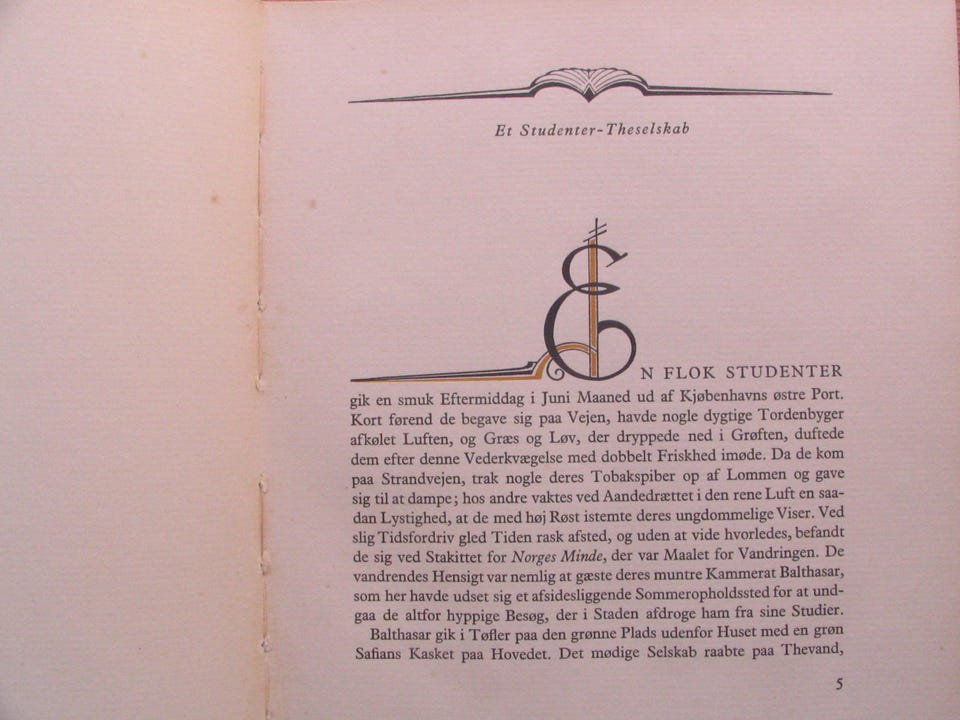 Et Studenter-Theselskab
EN FLOK STUDENTER
gik en smuk Eftermiddag i Juni Maaned ud af Kjøbenhavns østre Port.
Kort førend de begave sig paa Vejen, havde nogle dygtige Tordenbyger
afkølet Luften, og Græs og Løv, der dryppede ned i Grøften, duftede
dem efter denne Vederkvægelse med dobbelt Friskhed imøde. Da de kom
paa Strandvejen, trak nogle deres Tobakspiber op af Lommen og gave
sig til at dampe; hos andre vaktes ved Aandedrættet i den rene Luft en saa-
dan Lystighed, at de med høj Røst istemte deres ungdommelige Viser. Ved
slig Tidsfordriv gled Tiden rask afsted, og uden at vide hvorledes, befandt
de sig ved Stakittet for Norges Minde, der var Maalet for Vandringen. De
vandrendes Hensigt var nemlig at gæste deres muntre Kammerat Balthasar,
som her havde udset sig et afsidesliggende Sommeropholdssted for at und-
gaa de altfor hyppige Besøg, der i Staden afdroge ham fra sine Studier.
Balthasar gik i Tøfler paa den grønne Plads udenfor Huset med en grøn
Safians Kasket paa Hovedet. Det mødige Selskab raabte paa Thevand,
5